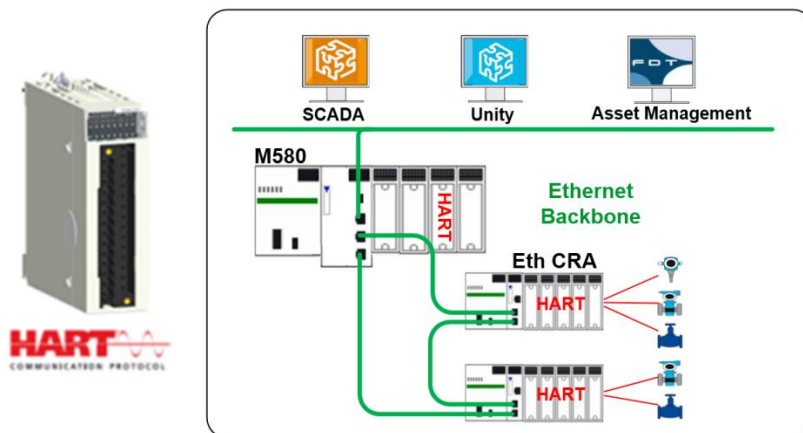 HART
COMMUNICATION PROTOCOL
FDT
SCADA
Unity
Asset Management
M580
HART
Ethernet
Backbone
Eth CRA
HART
HART